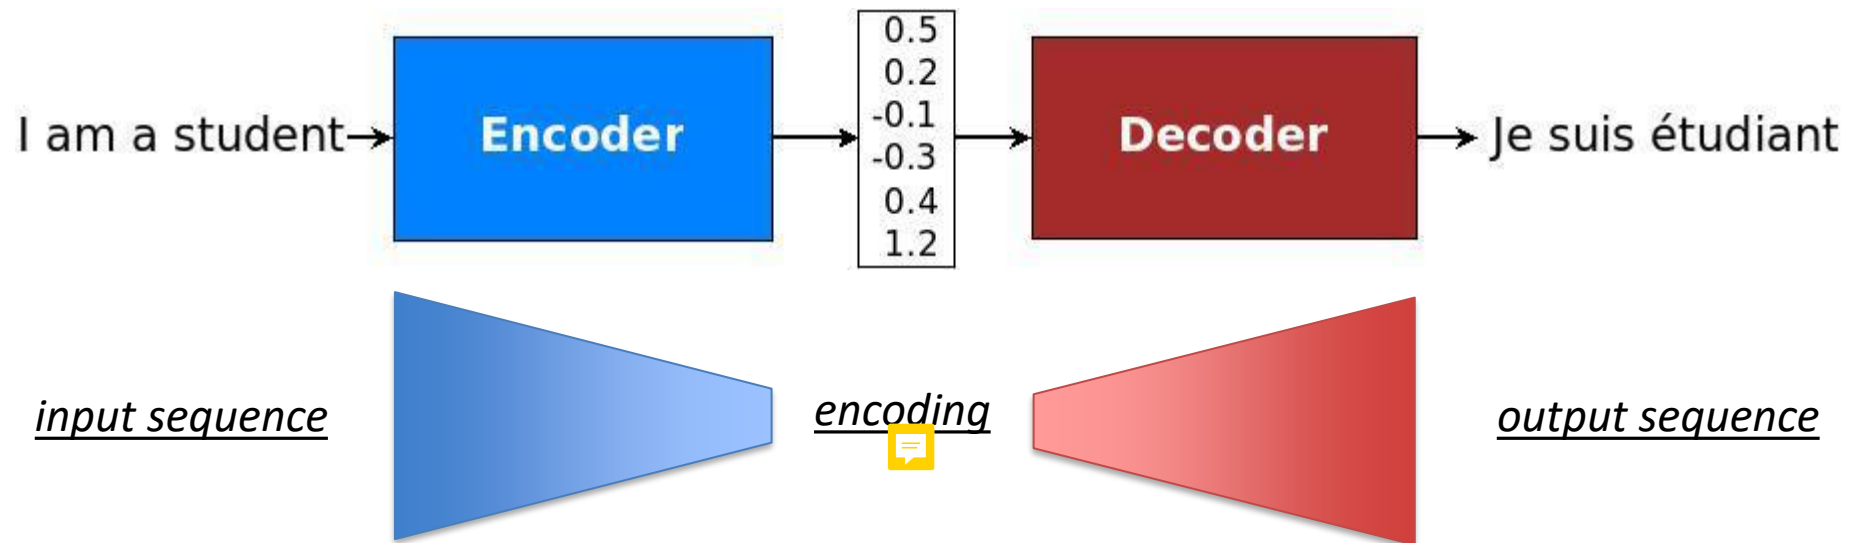 I am a student
Encoder
0.5
0.2
-0.1
-0.3
0.4
1.2
Decoder
Je suis étudiant
input sequence
encoding
output sequence